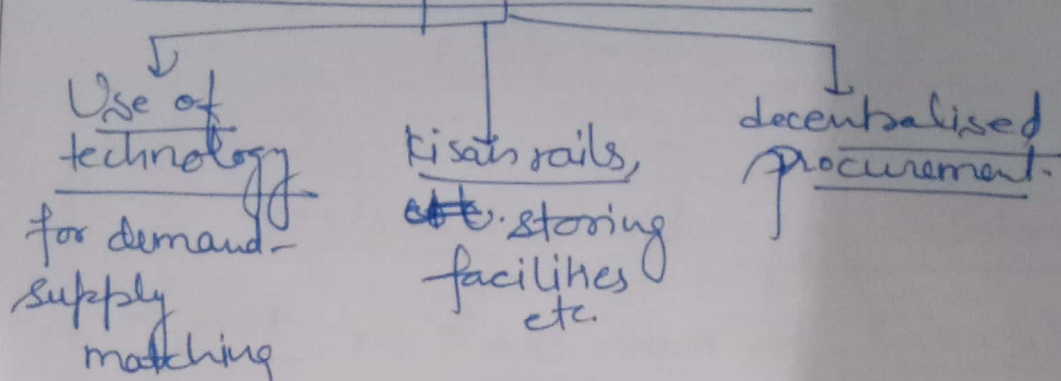 Use of
technology
for demand-
supply
matching
kisan rails,
storing
facilities
etc.
decentralised
procurement.